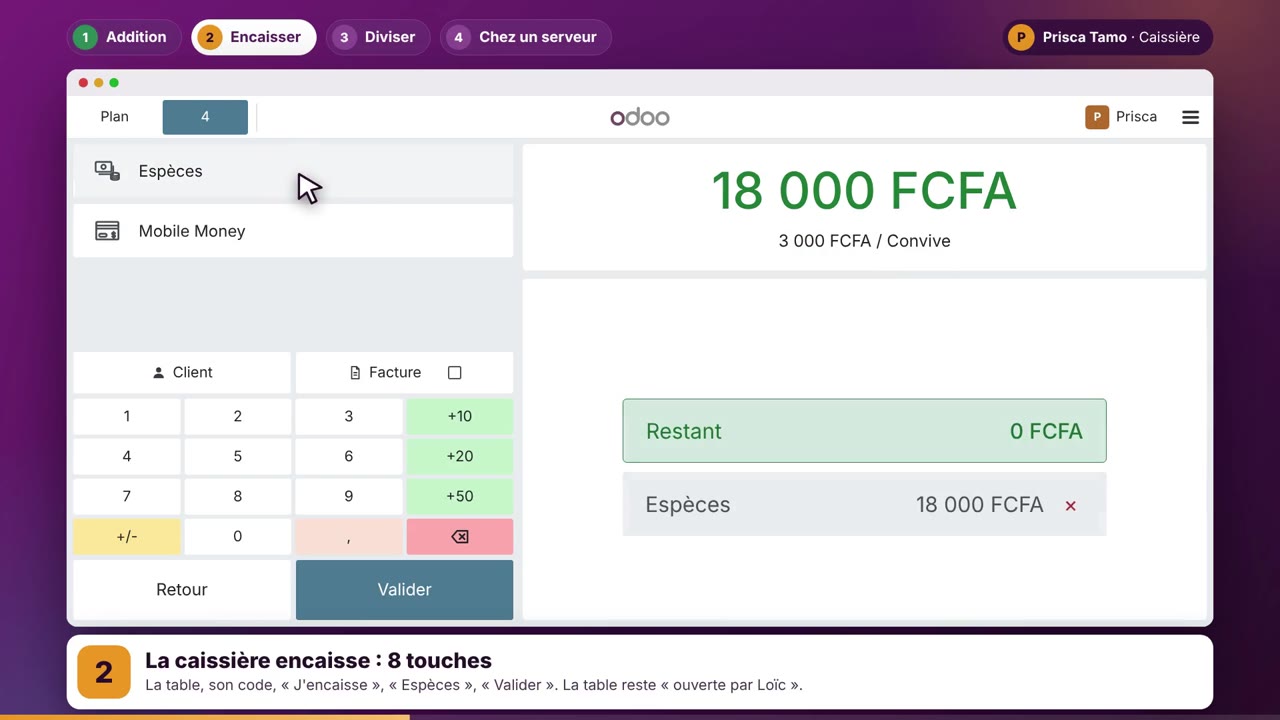 1 Addition
2 Encaisser
3 Diviser
4 Chez un serveur
P Prisca Tamo · Caissière
Plan
4
odoo
P Prisca
Espèces
Mobile Money
18 000 FCFA
3 000 FCFA / Convive
Client
Facture
1 2 3 +10
4 5 6 +20
7 8 9 +50
+/- 0 ,
Retour
Valider
Restant 0 FCFA
Espèces 18 000 FCFA ×
2
La caissière encaisse : 8 touches
La table, son code, « J'encaisse », « Espèces », « Valider ». La table reste « ouverte par Loïc ».